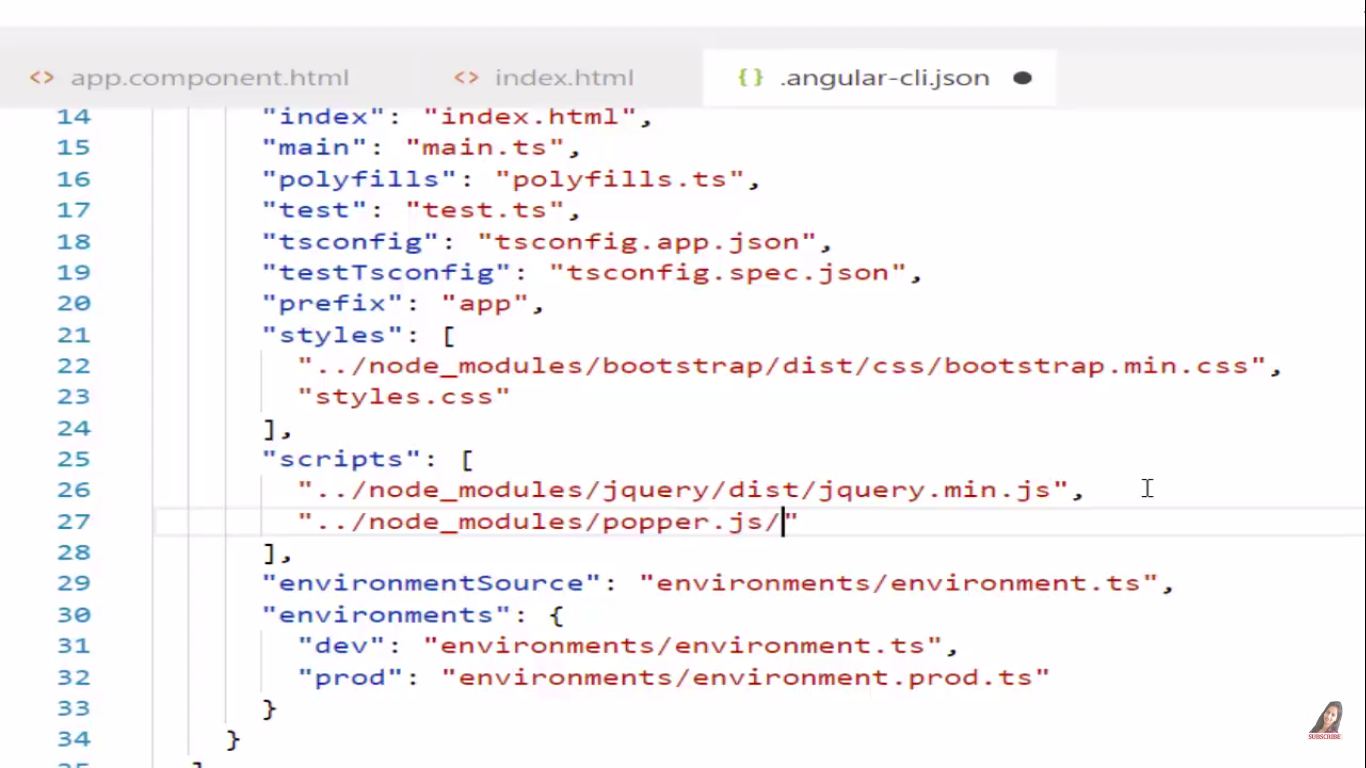 <> app.component.html <> index.html {} .angular-cli.json ●
14 "index": "index.html",
15 "main": "main.ts",
16 "polyfills": "polyfills.ts",
17 "test": "test.ts",
18 "tsconfig": "tsconfig.app.json",
19 "testTsconfig": "tsconfig.spec.json",
20 "prefix": "app",
21 "styles": [
22 "../node_modules/bootstrap/dist/css/bootstrap.min.css",
23 "styles.css"
24 ],
25 "scripts": [
26 "../node_modules/jquery/dist/jquery.min.js",
27 "../node_modules/popper.js/"
28 ],
29 "environmentSource": "environments/environment.ts",
30 "environments": {
31 "dev": "environments/environment.ts",
32 "prod": "environments/environment.prod.ts"
33 }
34 }
SUBSCRIBE